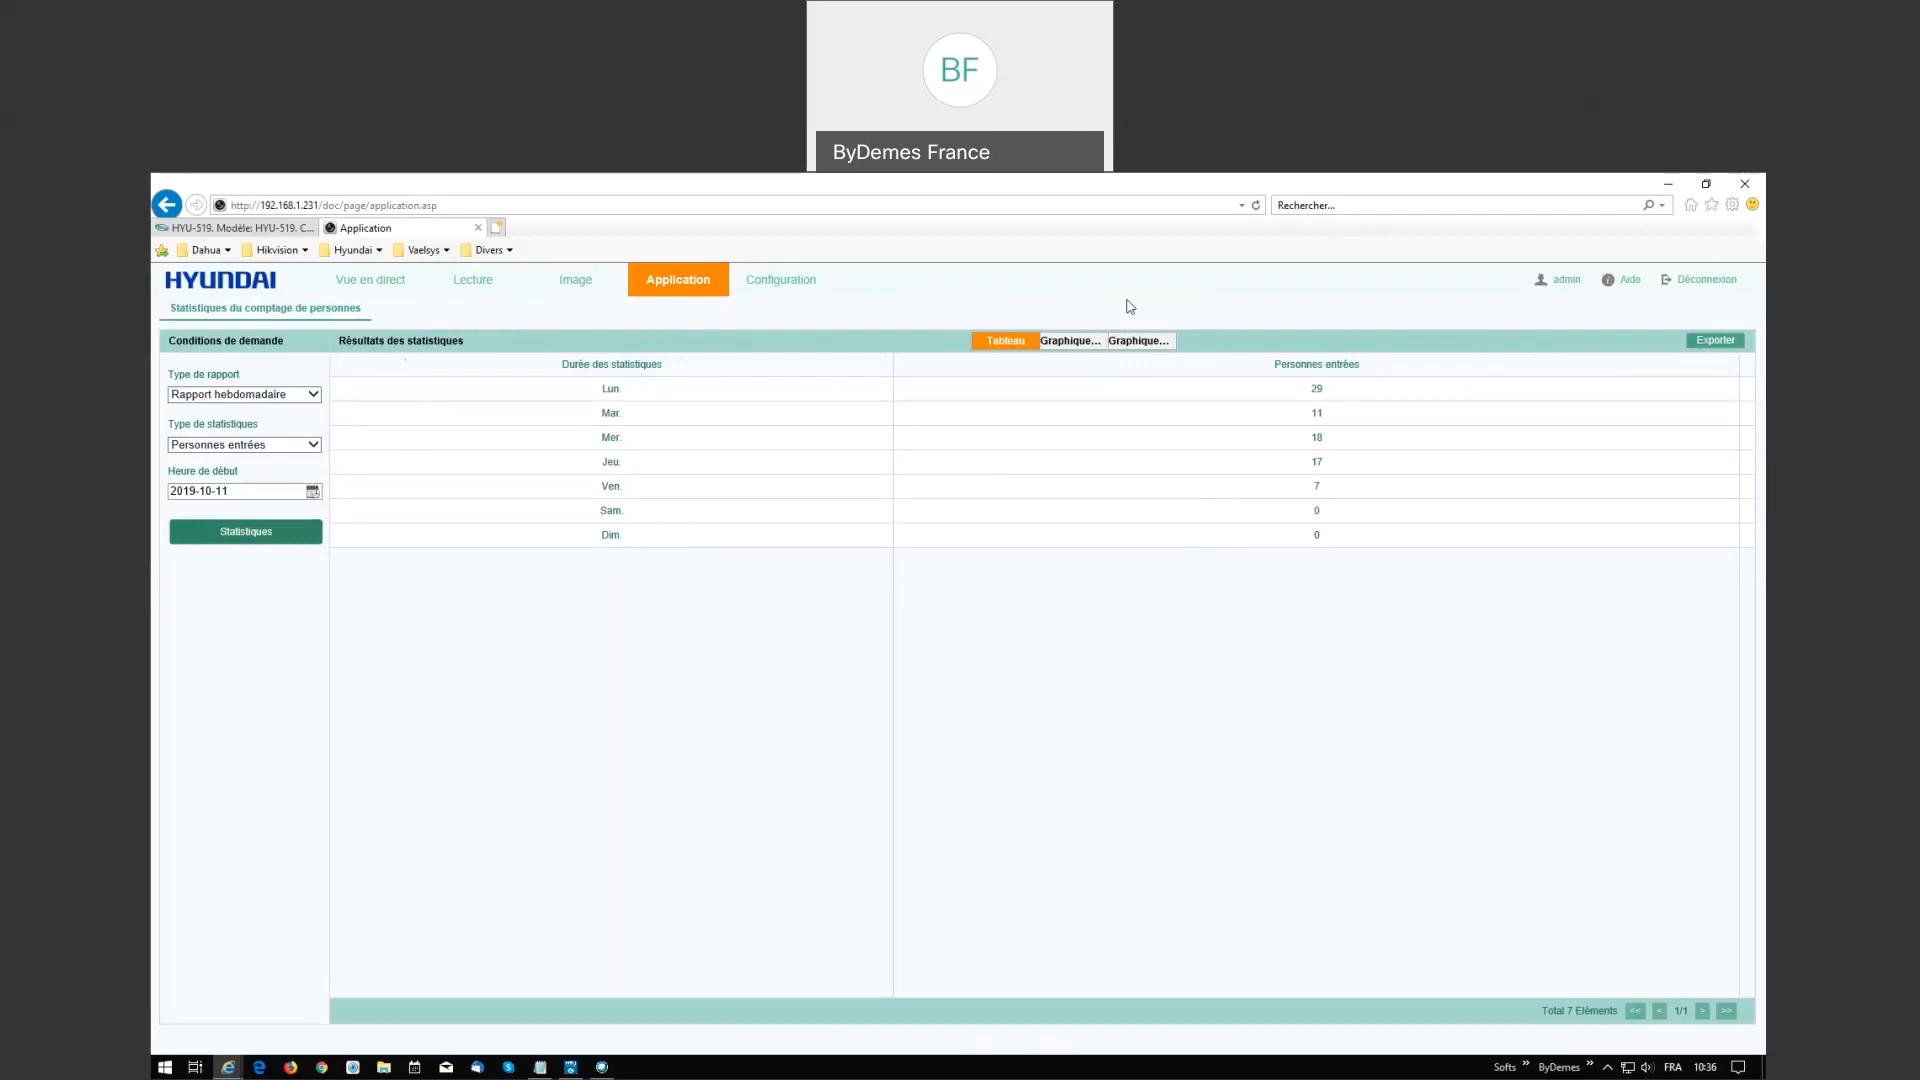 BF
ByDemes France
http://192.168.1.231/doc/page/application.asp
Rechercher...
HYU-519. Modèle: HYU-519. C...
Application
Dahua
Hikvision
Hyundai
Vaelsys
Divers
HYUNDAI
Vue en direct
Lecture
Image
Application
Configuration
admin
Aide
Déconnexion
Statistiques du comptage de personnes
Conditions de demande
Résultats des statistiques
Tableau
Graphique...
Graphique...
Exporter
Type de rapport
Rapport hebdomadaire
Type de statistiques
Personnes entrées
Heure de début
2019-10-11
Statistiques
Durée des statistiques
Personnes entrées
Lun.
29
Mar.
11
Mer.
18
Jeu.
17
Ven.
7
Sam.
0
Dim.
0
Total 7 Eléments
<<
<
1/1
>
>>
Softs
ByDemes
FRA
10:36